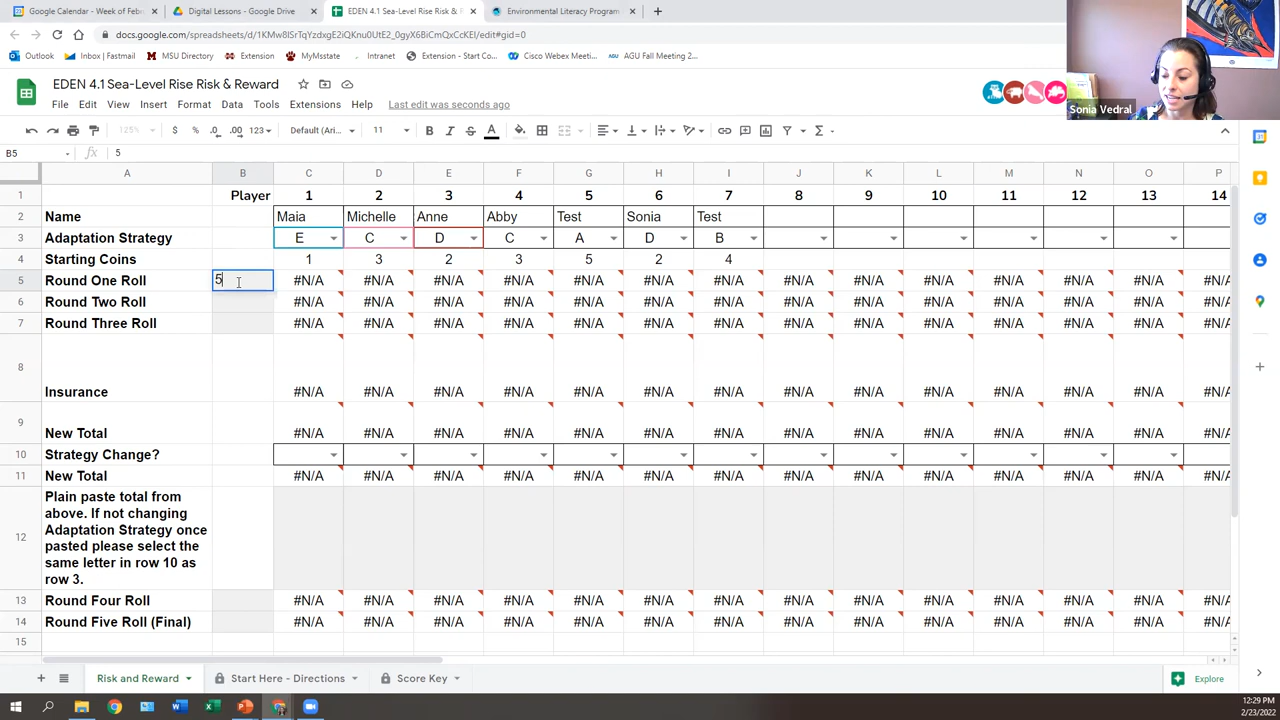 Google Calendar - Week of Febr
Digital Lessons - Google Drive
EDEN 4.1 Sea-Level Rise Risk & R
Environmental Literacy Program
docs.google.com/spreadsheets/d/1KMw8ISrTqYzdxgE2iQKnu0UtE2_0gyX6BiCmQxCcKEI/edit#gid=0
Outlook
Inbox | Fastmail
MSU Directory
Extension
MyMsstate
Intranet
Extension - Start Co...
Cisco Webex Meeti...
AGU Fall Meeting 2...
Sonia Vedral
EDEN 4.1 Sea-Level Rise Risk & Reward
File Edit View Insert Format Data Tools Extensions Help Last edit was seconds ago
125% $ % .0 .00 123 Default (Ari... 11 B I S A
B5 fx 5
A B C D E F G H I J K L M N O P
1 Player 1 2 3 4 5 6 7 8 9 10 11 12 13 14
2 Name Maia Michelle Anne Abby Test Sonia Test
3 Adaptation Strategy E C D C A D B
4 Starting Coins 1 3 2 3 5 2 4
5 Round One Roll 5 #N/A #N/A #N/A #N/A #N/A #N/A #N/A #N/A #N/A #N/A #N/A #N/A #N/A #N/A
6 Round Two Roll #N/A #N/A #N/A #N/A #N/A #N/A #N/A #N/A #N/A #N/A #N/A #N/A #N/A #N/A
7 Round Three Roll #N/A #N/A #N/A #N/A #N/A #N/A #N/A #N/A #N/A #N/A #N/A #N/A #N/A #N/A
8 Insurance #N/A #N/A #N/A #N/A #N/A #N/A #N/A #N/A #N/A #N/A #N/A #N/A #N/A #N/A
9 New Total #N/A #N/A #N/A #N/A #N/A #N/A #N/A #N/A #N/A #N/A #N/A #N/A #N/A #N/A
10 Strategy Change?
11 New Total #N/A #N/A #N/A #N/A #N/A #N/A #N/A #N/A #N/A #N/A #N/A #N/A #N/A #N/A
Plain paste total from
above. If not changing
Adaptation Strategy once
12 pasted please select the
same letter in row 10 as
row 3.
13 Round Four Roll #N/A #N/A #N/A #N/A #N/A #N/A #N/A #N/A #N/A #N/A #N/A #N/A #N/A #N/A
14 Round Five Roll (Final) #N/A #N/A #N/A #N/A #N/A #N/A #N/A #N/A #N/A #N/A #N/A #N/A #N/A #N/A
15
Risk and Reward
Start Here - Directions
Score Key
Explore
12:29 PM
2/23/2022